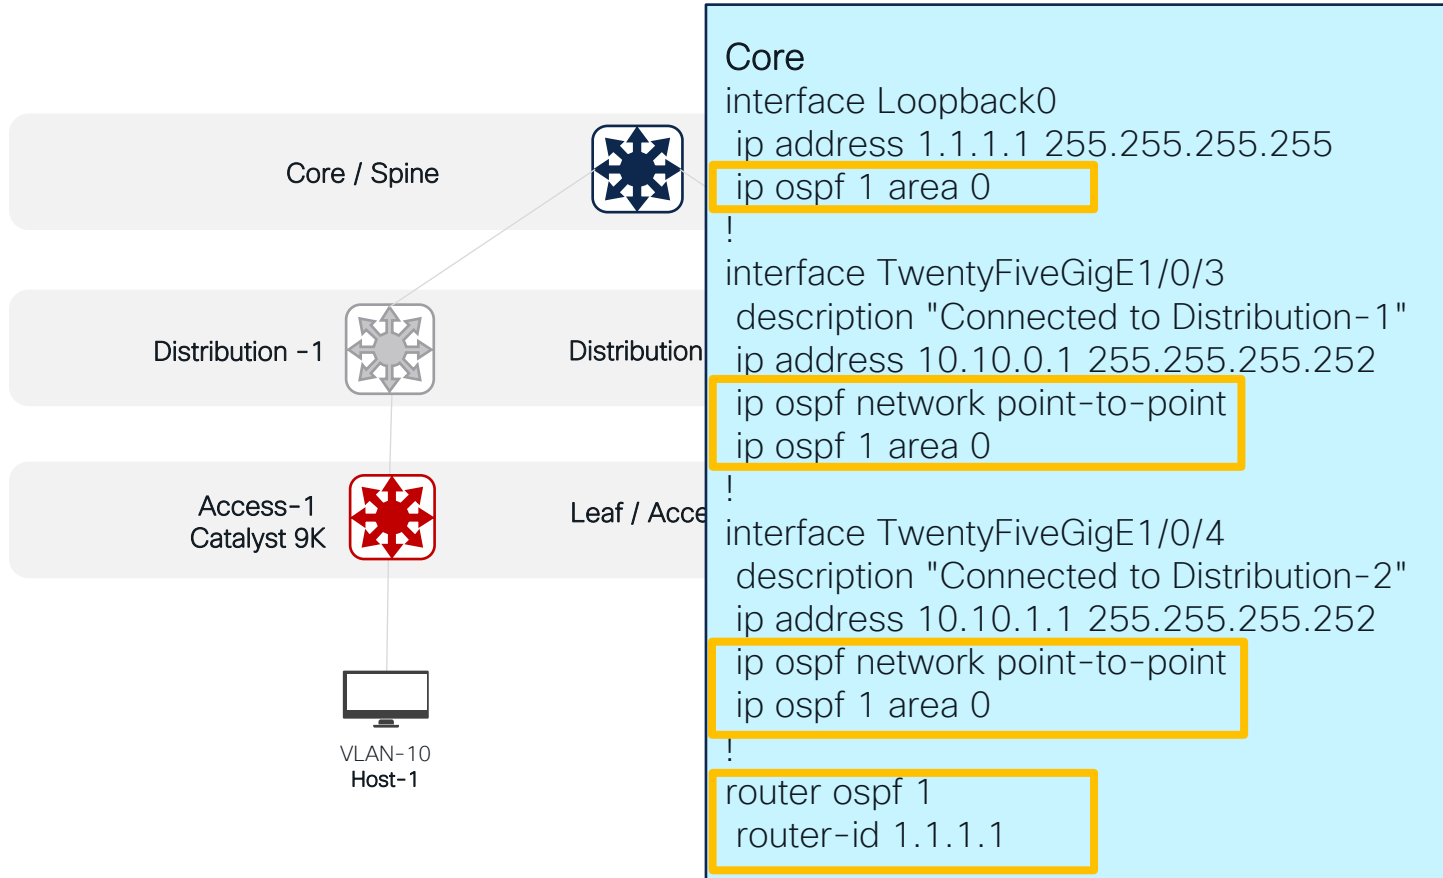 Core / Spine
Distribution -1
Distribution
Access-1
Catalyst 9K
Leaf / Acce
VLAN-10
Host-1
Core
interface Loopback0
ip address 1.1.1.1 255.255.255.255
ip ospf 1 area 0
!
interface TwentyFiveGigE1/0/3
description "Connected to Distribution-1"
ip address 10.10.0.1 255.255.255.252
ip ospf network point-to-point
ip ospf 1 area 0
!
interface TwentyFiveGigE1/0/4
description "Connected to Distribution-2"
ip address 10.10.1.1 255.255.255.252
ip ospf network point-to-point
ip ospf 1 area 0
!
router ospf 1
router-id 1.1.1.1